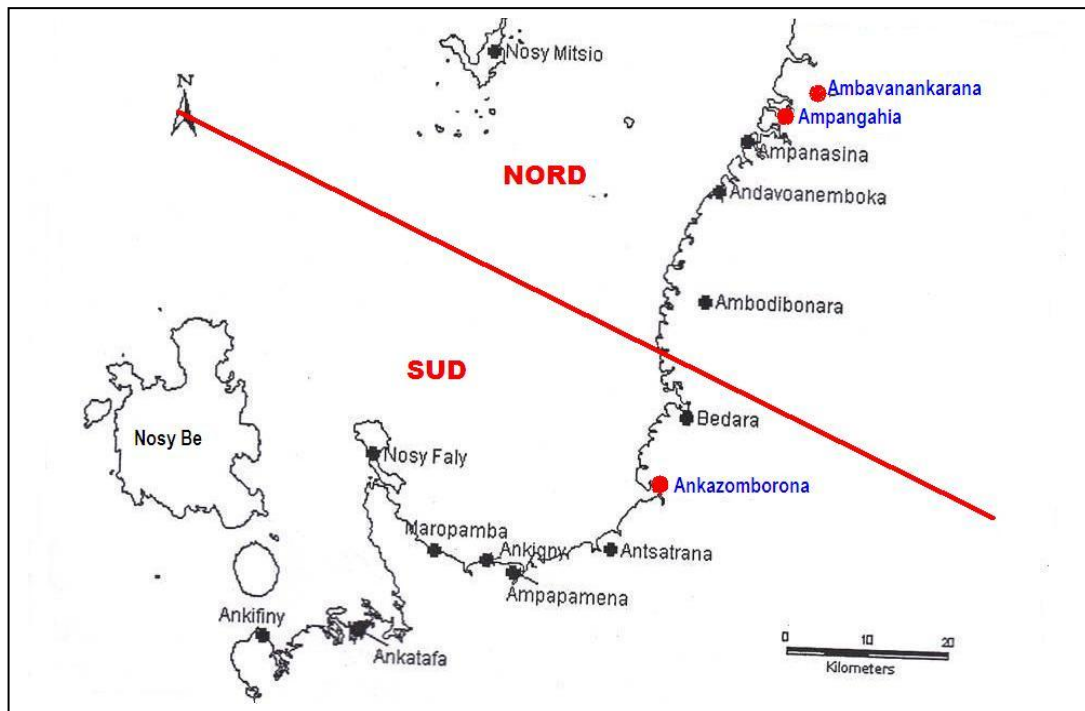 Nosy Mitsio
N
Ambavanankarana
Ampangahia
Ampanasina
NORD
Andavoanemboka
Ambodibonara
SUD
Bedara
Nosy Be
Nosy Faly
Ankazomborona
Maropamba
Ankigny
Antsatrana
Ampapamena
Ankifiny
Ankatafa
0 10 20
Kilometers